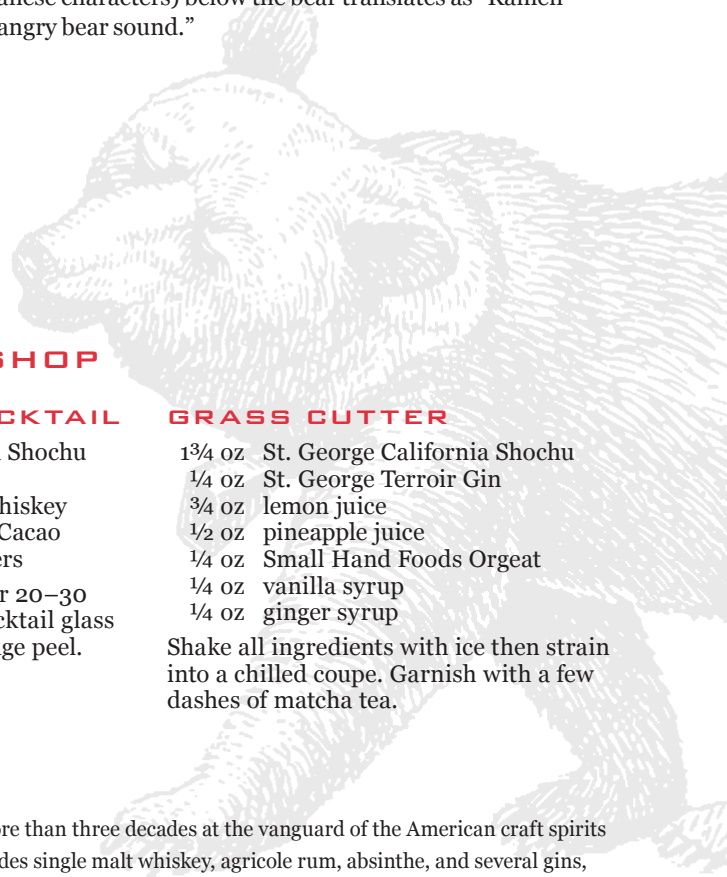 anese characters) below the bear translates as “Ramen
angry bear sound.”
SHOP
CKTAIL
Shochu
hiskey
Cacao
ers
r 20–30
cktail glass
ge peel.
GRASS CUTTER
1¾ oz St. George California Shochu
¼ oz St. George Terroir Gin
¾ oz lemon juice
½ oz pineapple juice
¼ oz Small Hand Foods Orgeat
¼ oz vanilla syrup
¼ oz ginger syrup
Shake all ingredients with ice then strain
into a chilled coupe. Garnish with a few
dashes of matcha tea.
ore than three decades at the vanguard of the American craft spirits
des single malt whiskey, agricole rum, absinthe, and several gins,